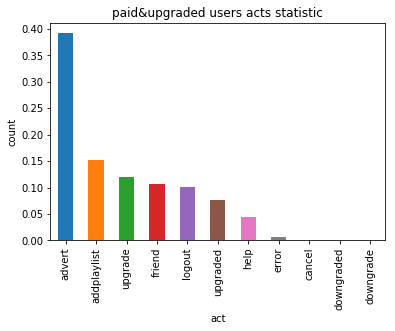 paid&upgraded users acts statistic
0.40
0.35
0.30
0.25
0.20
0.15
0.10
0.05
0.00
count
advert
addplaylist
upgrade
friend
logout
upgraded
help
error
cancel
downgraded
downgrade
act